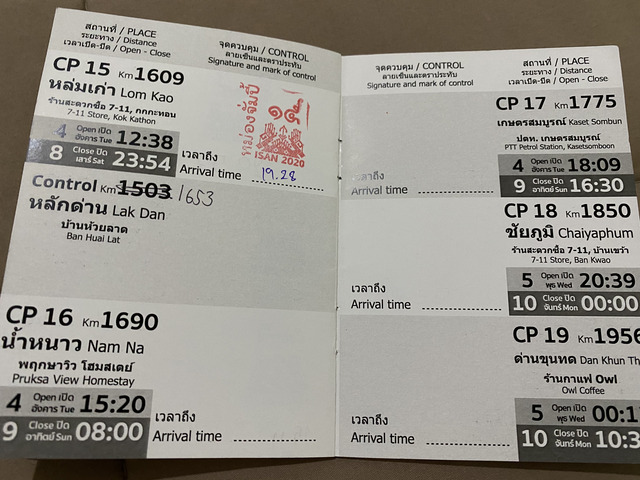 สถานที่ / PLACE
ระยะทาง / Distance
เวลาเปิด-ปิด / Open - Close
จุดควบคุม / CONTROL
ลายเซ็นและตราประทับ
Signature and mark of control
CP 15 Km 1609
หล่มเก่า Lom Kao
ร้านสะดวกซื้อ 7-11, กกกะทอน
7-11 Store, Kok Kathon
4 Open เปิด อังคาร Tue 12:38
8 Close ปิด เสาร์ Sat 23:54
ISAN 2020
เวลาถึง
Arrival time 19.28
Control Km 1503 1653
หลักด่าน Lak Dan
บ้านห้วยลาด
Ban Huai Lat
CP 16 Km 1690
น้ำหนาว Nam Na
พฤกษาวิว โฮมสเตย์
Pruksa View Homestay
4 Open เปิด อังคาร Tue 15:20
9 Close ปิด อาทิตย์ Sun 08:00
เวลาถึง
Arrival time
จุดควบคุม / CONTROL
ลายเซ็นและตราประทับ
Signature and mark of control
สถานที่ / PLACE
ระยะทาง / Distance
เวลาเปิด-ปิด / Open - Close
CP 17 Km 1775
เกษตรสมบูรณ์ Kaset Sombun
ปตท. เกษตรสมบูรณ์
PTT Petrol Station, Kasetsomboon
4 Open เปิด อังคาร Tue 18:09
9 Close ปิด อาทิตย์ Sun 16:30
เวลาถึง
Arrival time
CP 18 Km 1850
ชัยภูมิ Chaiyaphum
ร้านสะดวกซื้อ 7-11, บ้านเขว้า
7-11 Store, Ban Kwao
5 Open เปิด พุธ Wed 20:39
10 Close ปิด จันทร์ Mon 00:00
เวลาถึง
Arrival time
CP 19 Km 1956
ด่านขุนทด Dan Khun Th
ร้านกาแฟ Owl
Owl Coffee
5 Open เปิด พุธ Wed 00:1
10 Close ปิด จันทร์ Mon 10:3
เวลาถึง
Arrival time